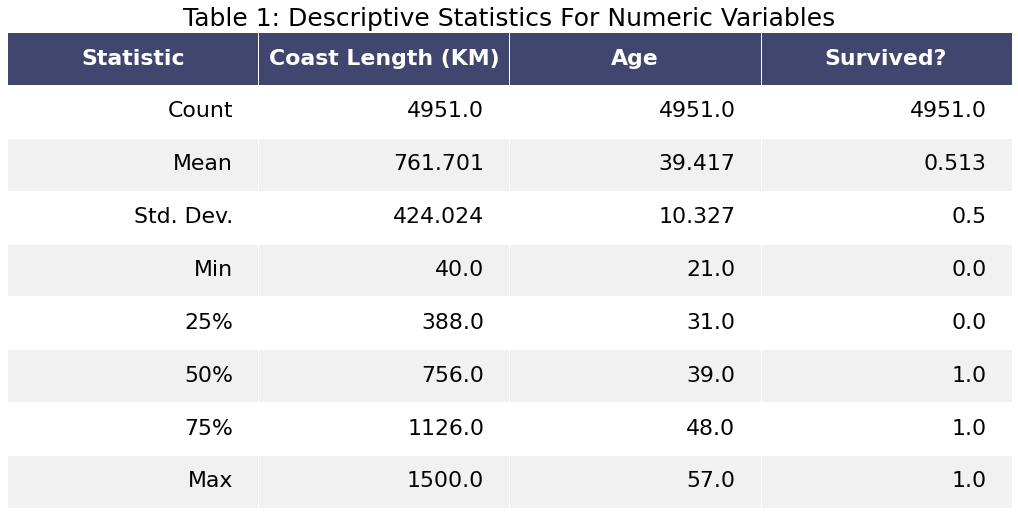 Table 1: Descriptive Statistics For Numeric Variables
Statistic Coast Length (KM) Age Survived?
Count 4951.0 4951.0 4951.0
Mean 761.701 39.417 0.513
Std. Dev. 424.024 10.327 0.5
Min 40.0 21.0 0.0
25% 388.0 31.0 0.0
50% 756.0 39.0 1.0
75% 1126.0 48.0 1.0
Max 1500.0 57.0 1.0